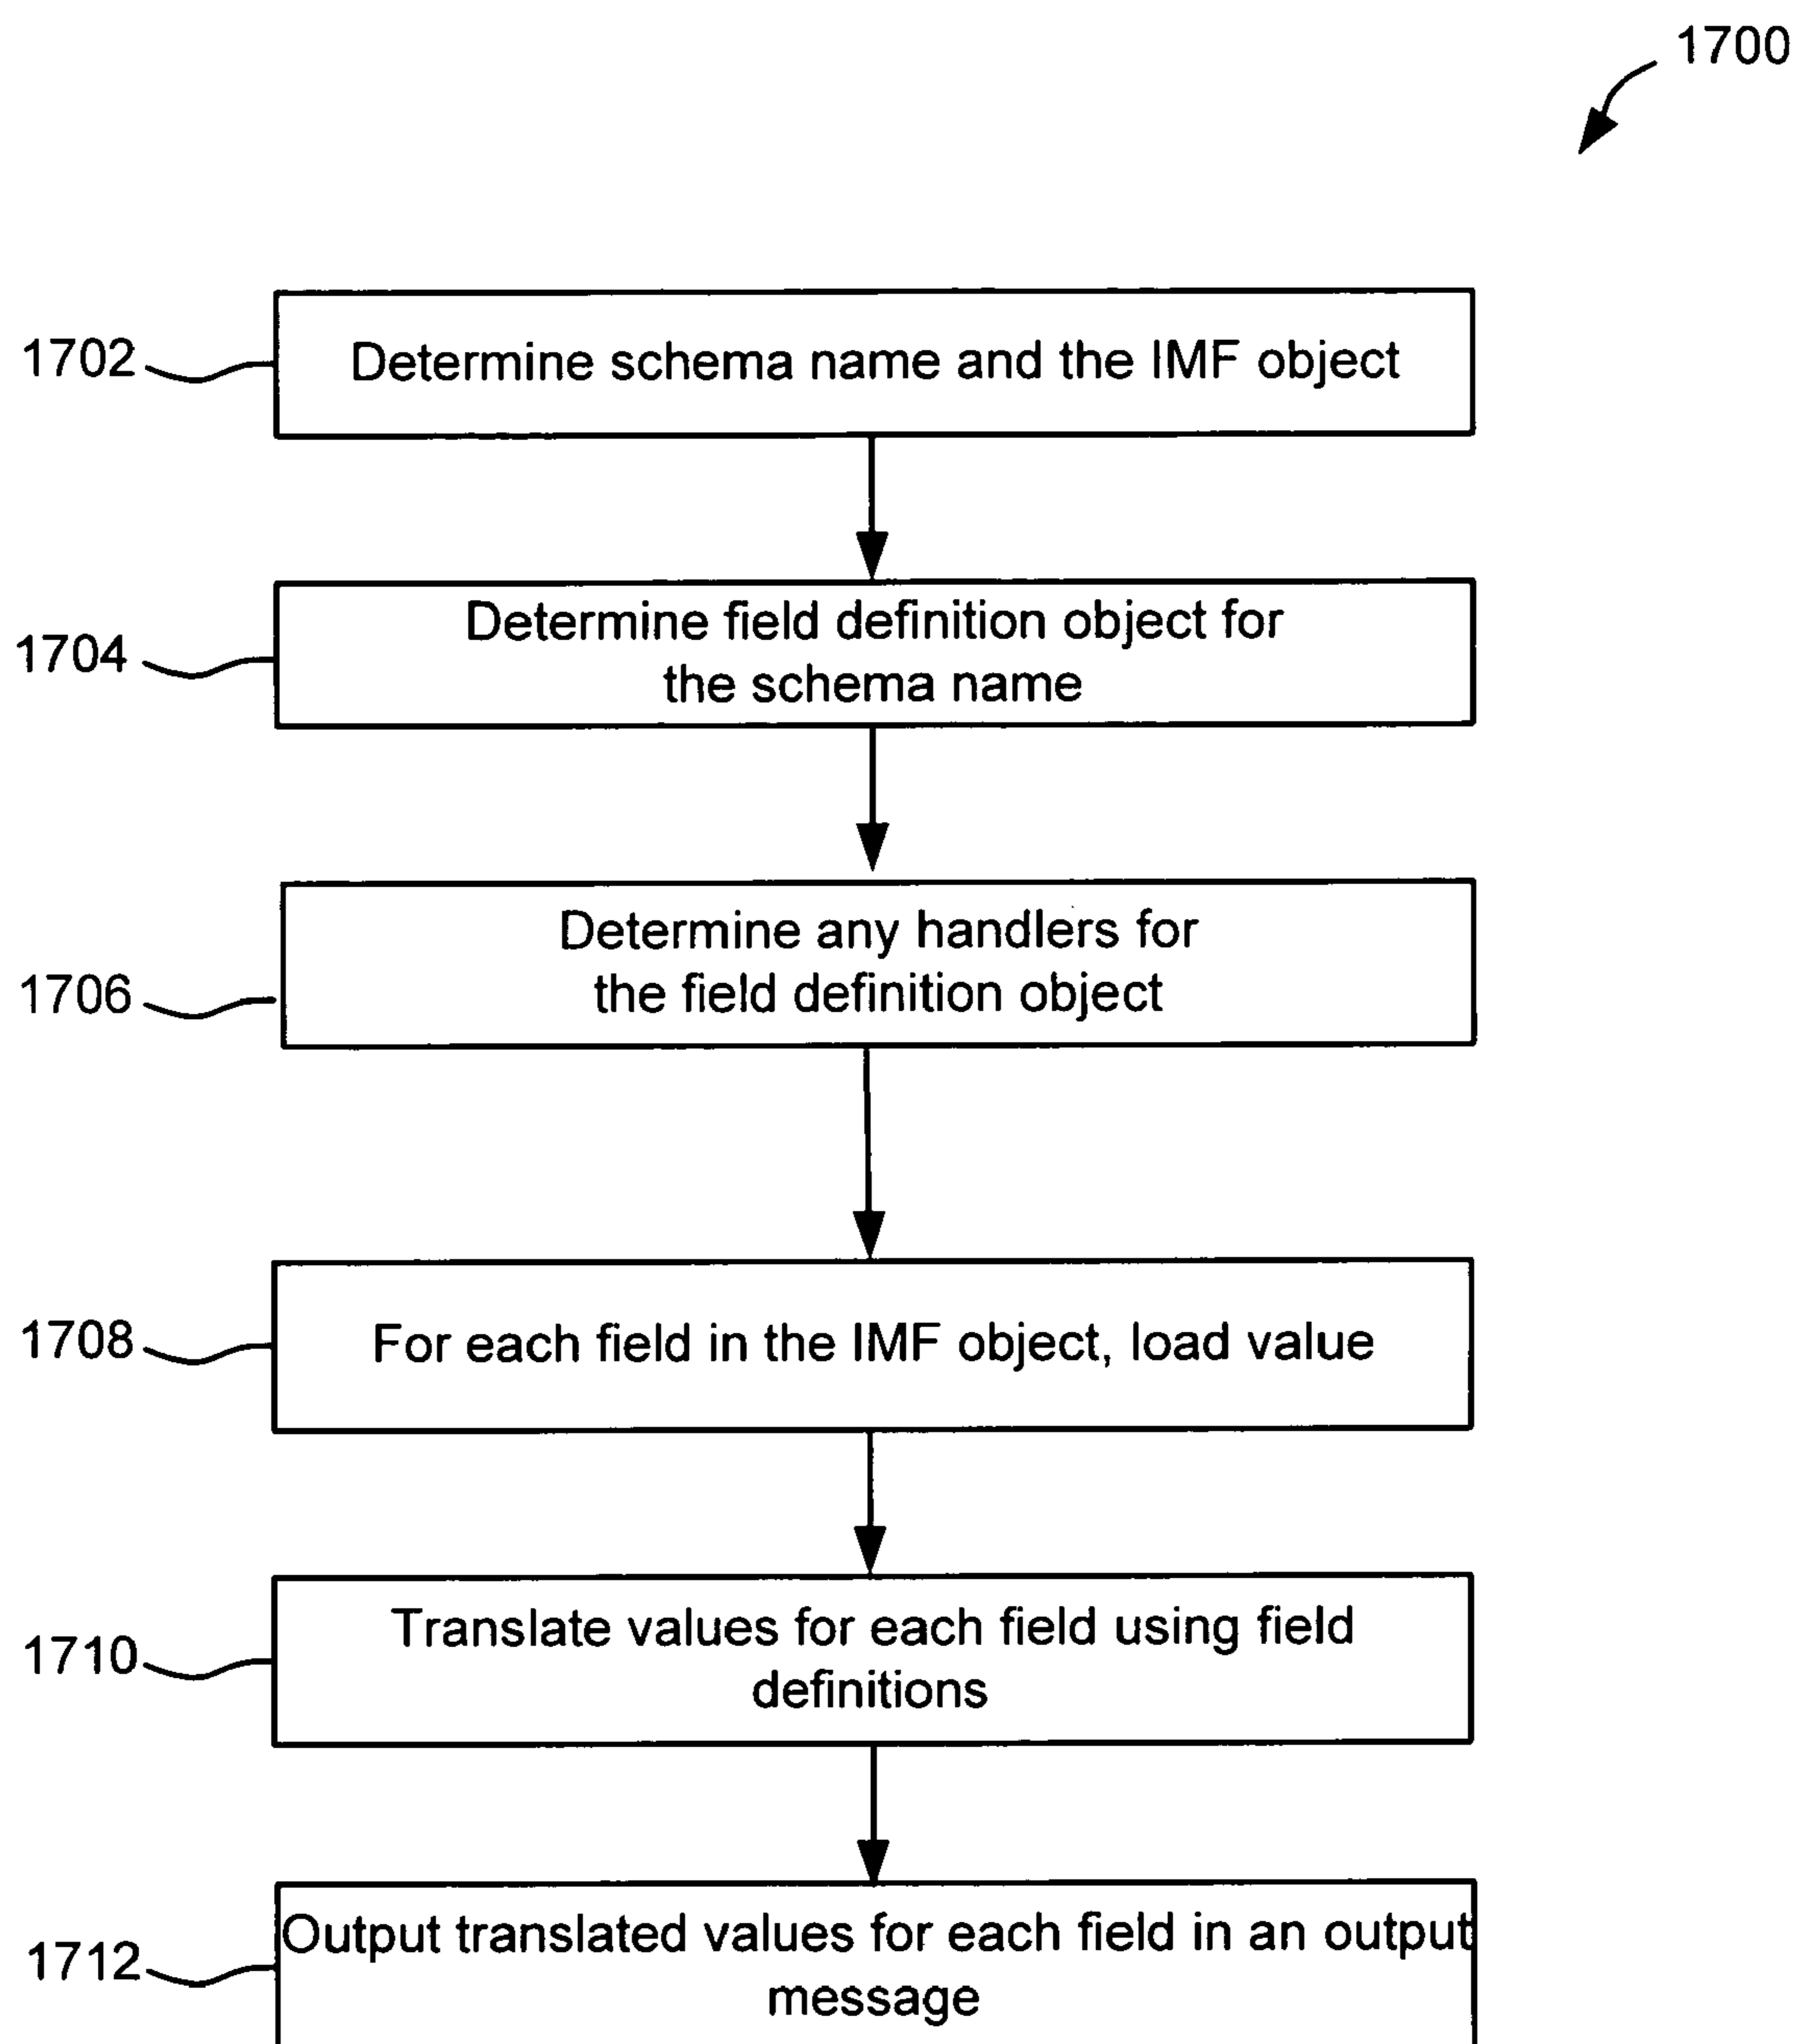 1700
1702
Determine schema name and the IMF object
1704
Determine field definition object for
the schema name
1706
Determine any handlers for
the field definition object
1708
For each field in the IMF object, load value
1710
Translate values for each field using field
definitions
1712
Output translated values for each field in an output
message